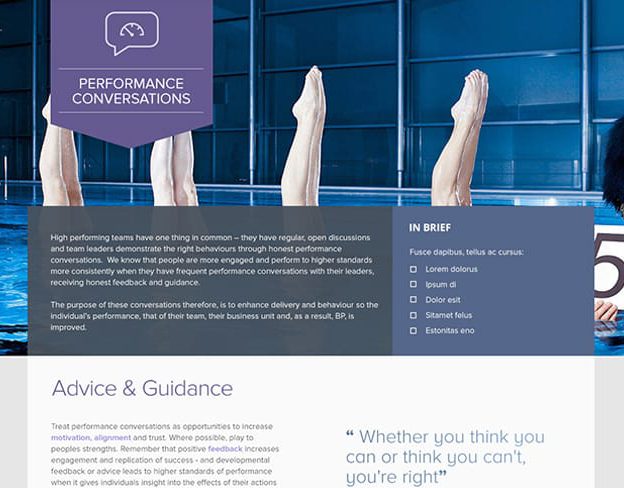 PERFORMANCE
CONVERSATIONS
High performing teams have one thing in common – they have regular, open discussions
and team leaders demonstrate the right behaviours through honest performance
conversations. We know that people are more engaged and perform to higher standards
more consistently when they have frequent performance conversations with their leaders,
receiving honest feedback and guidance.
The purpose of these conversations therefore, is to enhance delivery and behaviour so the
individual's performance, that of their team, their business unit and, as a result, BP, is
improved.
IN BRIEF
Fusce dapibus, tellus ac cursus:
Lorem dolorus
Ipsum di
Dolor esit
Sitamet felus
Estonitas eno
5
Advice & Guidance
Treat performance conversations as opportunities to increase
motivation, alignment and trust. Where possible, play to
peoples strengths. Remember that positive feedback increases
engagement and replication of success - and developmental
feedback or advice leads to higher standards of performance
when it gives individuals insight into the effects of their actions
“ Whether you think you
can or think you can't,
you're right”